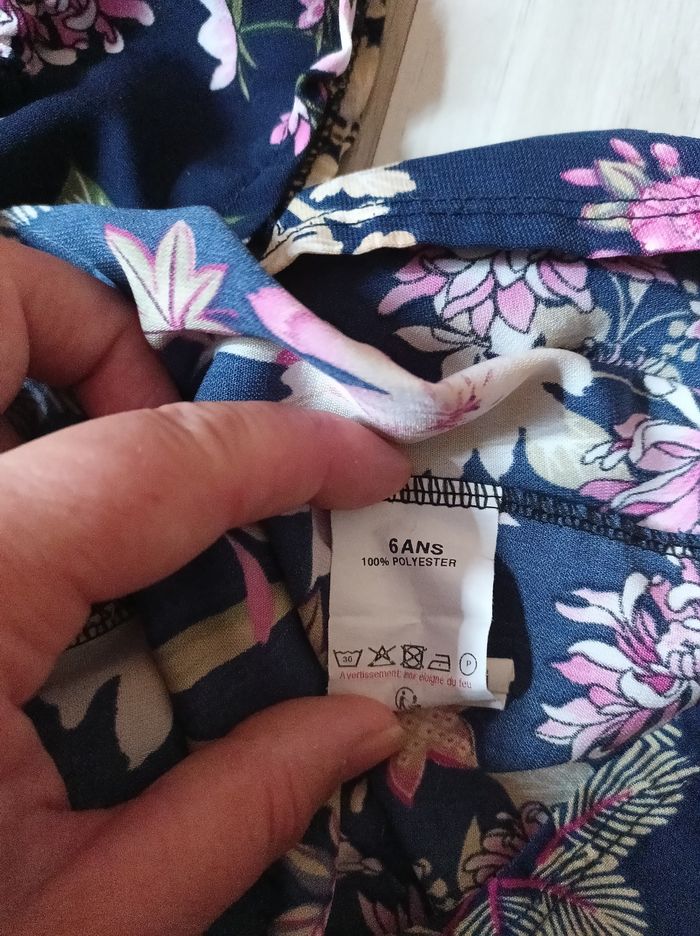 6 ANS
100% POLYESTER
30 P
Avertissement: tenir éloigné du feu